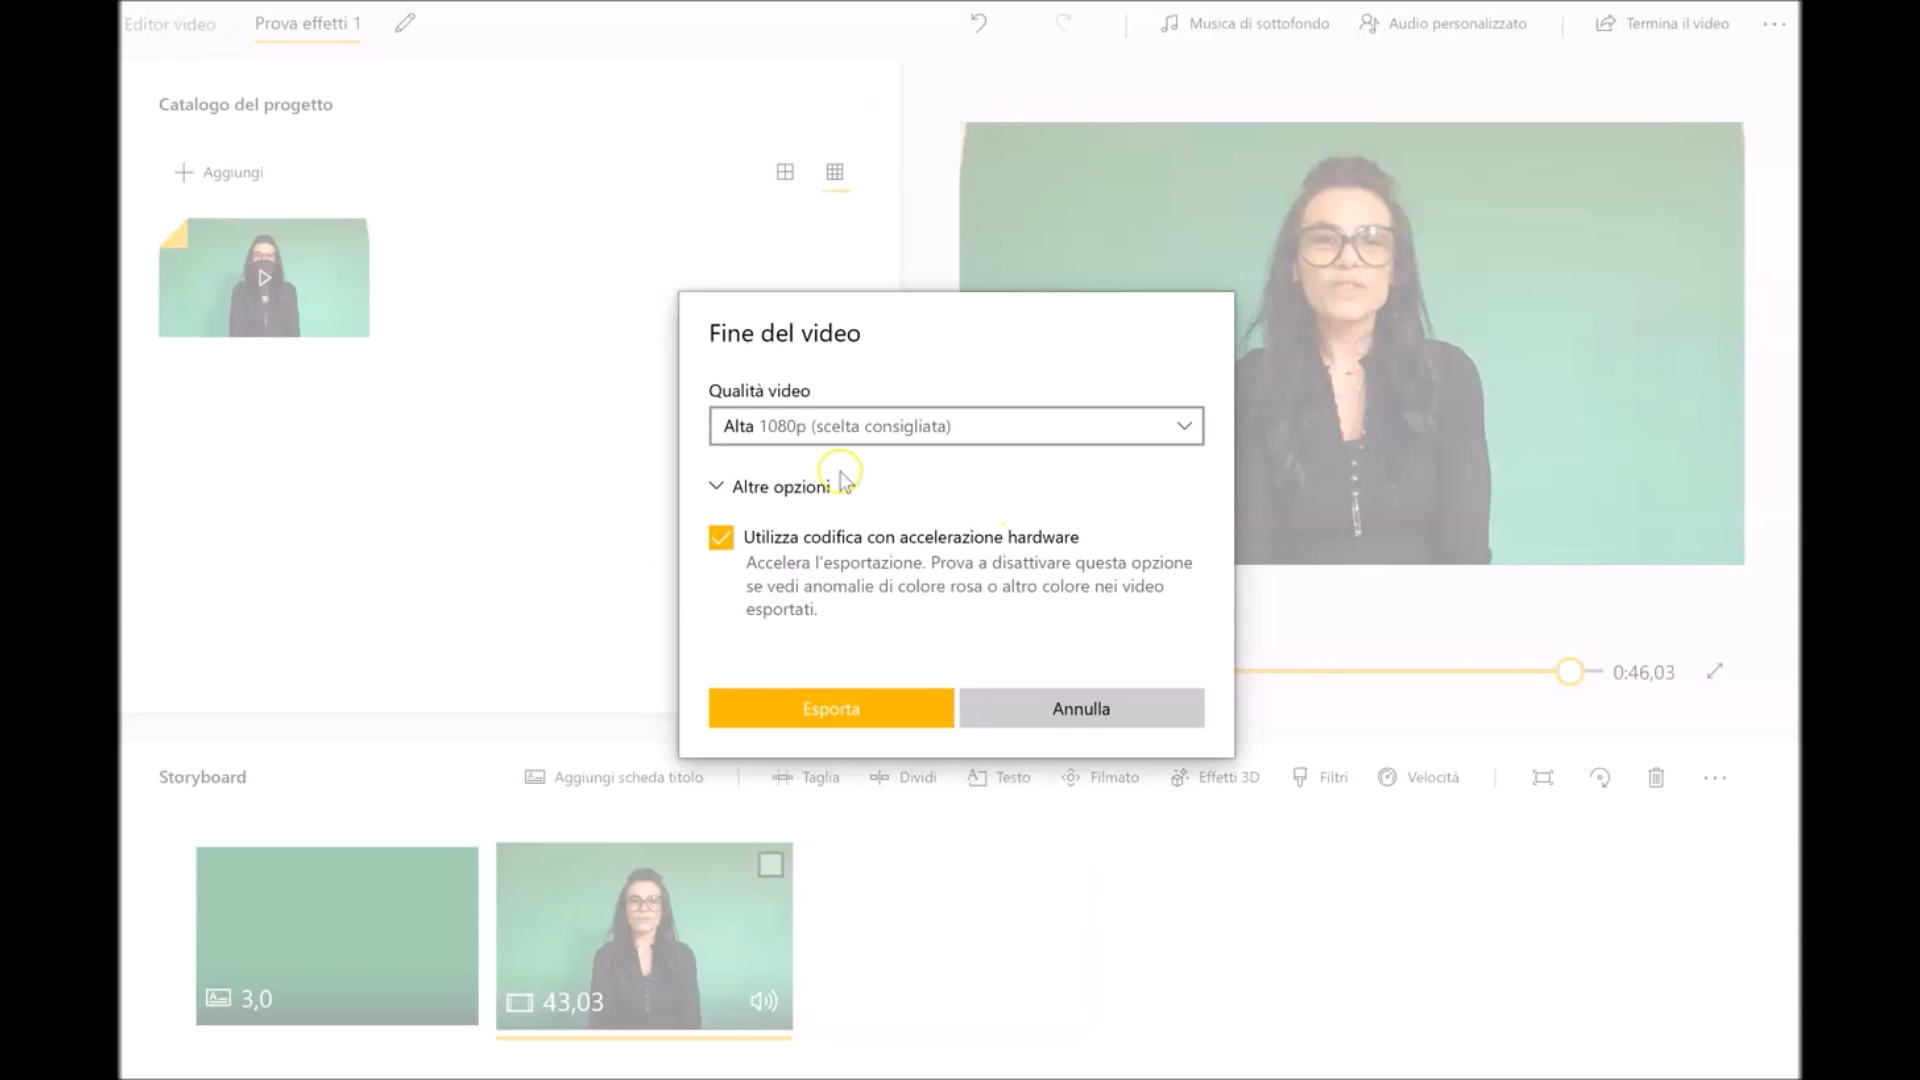 Editor video
Prova effetti 1
Musica di sottofondo
Audio personalizzato
Termina il video
Catalogo del progetto
Aggiungi
Fine del video
Qualità video
Alta 1080p (scelta consigliata)
Altre opzioni
Utilizza codifica con accelerazione hardware
Accelera l'esportazione. Prova a disattivare questa opzione
se vedi anomalie di colore rosa o altro colore nei video
esportati.
0:46,03
Esporta
Annulla
Storyboard
Aggiungi scheda titolo
Taglia
Dividi
Testo
Filmato
Effetti 3D
Filtri
Velocità
3,0
43,03